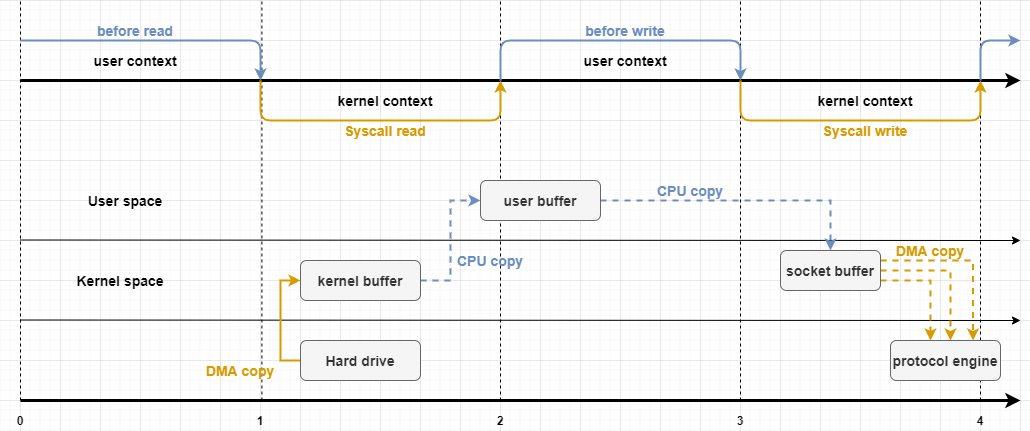 before read
before write
user context
user context
kernel context
kernel context
Syscall read
Syscall write
User space
user buffer
CPU copy
CPU copy
DMA copy
Kernel space
kernel buffer
socket buffer
DMA copy
Hard drive
protocol engine
0
1
2
3
4